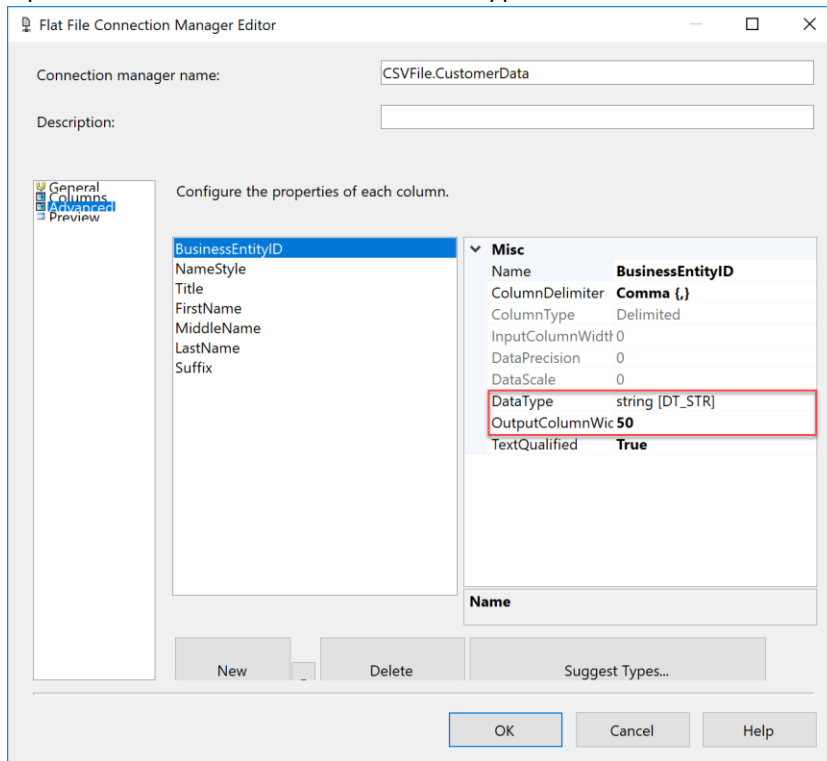 Flat File Connection Manager Editor
Connection manager name: CSVFile.CustomerData
Description:
General
Columns
Advanced
Preview
Configure the properties of each column.
BusinessEntityID
NameStyle
Title
FirstName
MiddleName
LastName
Suffix
Misc
Name BusinessEntityID
ColumnDelimiter Comma {,}
ColumnType Delimited
InputColumnWidth 0
DataPrecision 0
DataScale 0
DataType string [DT_STR]
OutputColumnWic 50
TextQualified True
Name
New Delete Suggest Types...
OK Cancel Help